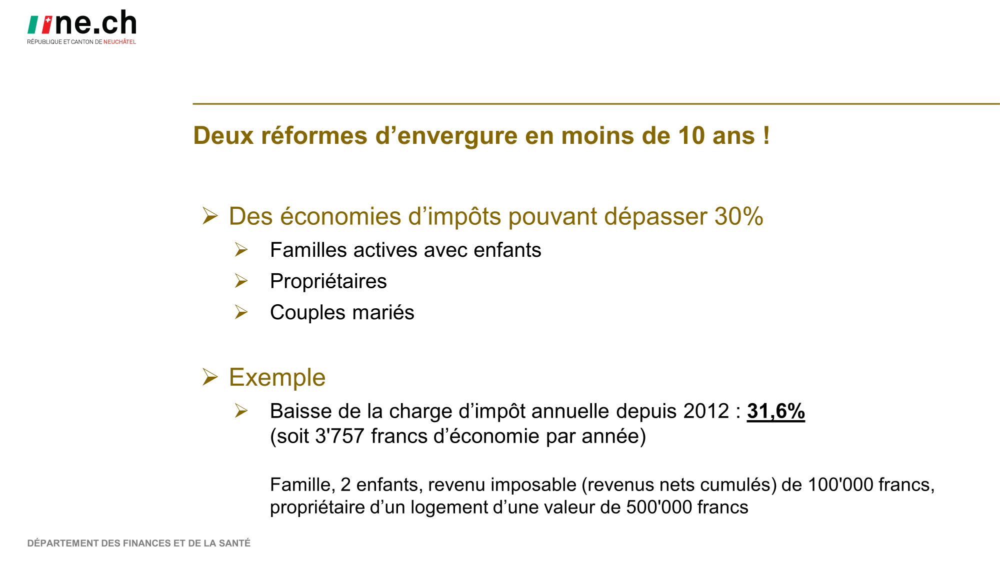 ne.ch
RÉPUBLIQUE ET CANTON DE NEUCHÂTEL
Deux réformes d’envergure en moins de 10 ans !
Des économies d’impôts pouvant dépasser 30%
Familles actives avec enfants
Propriétaires
Couples mariés
Exemple
Baisse de la charge d’impôt annuelle depuis 2012 : 31,6%
(soit 3'757 francs d’économie par année)
Famille, 2 enfants, revenu imposable (revenus nets cumulés) de 100'000 francs,
propriétaire d’un logement d’une valeur de 500'000 francs
DÉPARTEMENT DES FINANCES ET DE LA SANTÉ